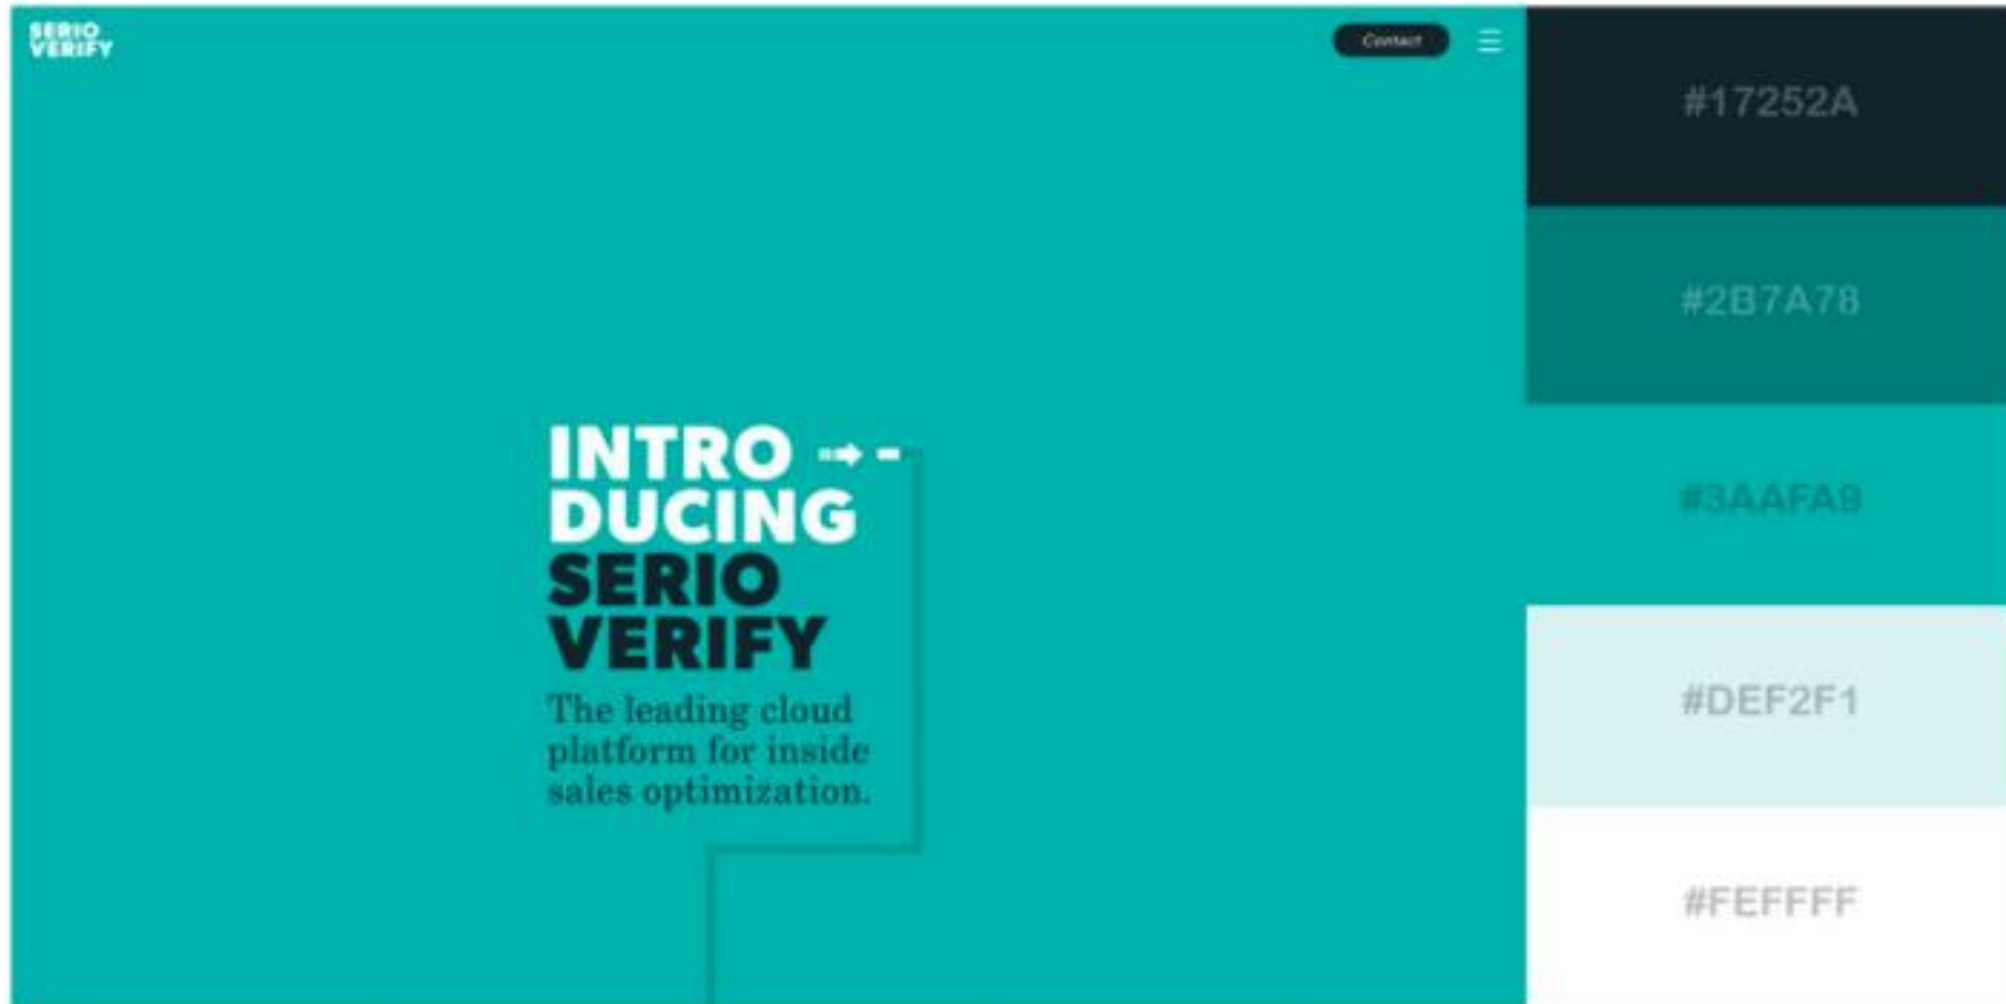 SERIO
VERIFY
Contact
INTRO
DUCING
SERIO
VERIFY
The leading cloud
platform for inside
sales optimization.
#17252A
#2B7A78
#3AAFA9
#DEF2F1
#FEFFFF